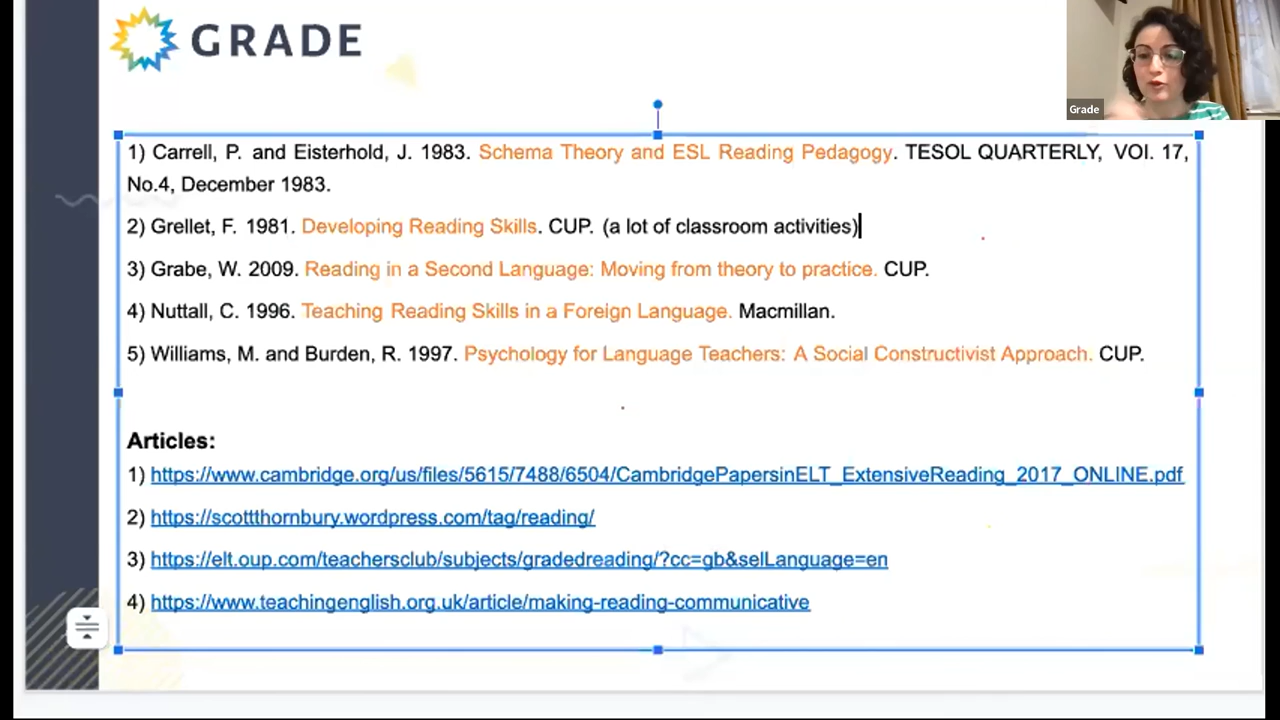 GRADE
Grade
1) Carrell, P. and Eisterhold, J. 1983. Schema Theory and ESL Reading Pedagogy. TESOL QUARTERLY, VOl. 17,
No.4, December 1983.
2) Grellet, F. 1981. Developing Reading Skills. CUP. (a lot of classroom activities)
3) Grabe, W. 2009. Reading in a Second Language: Moving from theory to practice. CUP.
4) Nuttall, C. 1996. Teaching Reading Skills in a Foreign Language. Macmillan.
5) Williams, M. and Burden, R. 1997. Psychology for Language Teachers: A Social Constructivist Approach. CUP.
Articles:
1) https://www.cambridge.org/us/files/5615/7488/6504/CambridgePapersinELT_ExtensiveReading_2017_ONLINE.pdf
2) https://scottthornbury.wordpress.com/tag/reading/
3) https://elt.oup.com/teachersclub/subjects/gradedreading/?cc=gb&selLanguage=en
4) https://www.teachingenglish.org.uk/article/making-reading-communicative